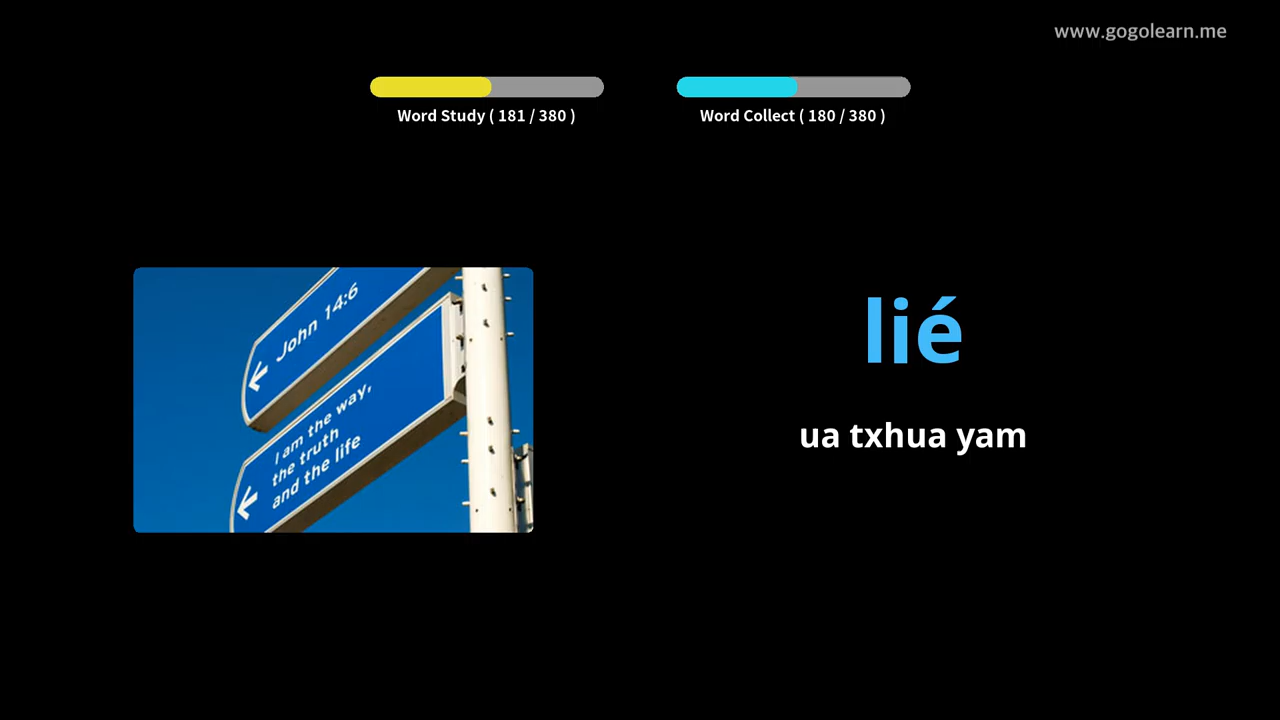 www.gogolearn.me
Word Study ( 181 / 380 )
Word Collect ( 180 / 380 )
John 14:6
I am the way,
the truth
and the life
lié
ua txhua yam